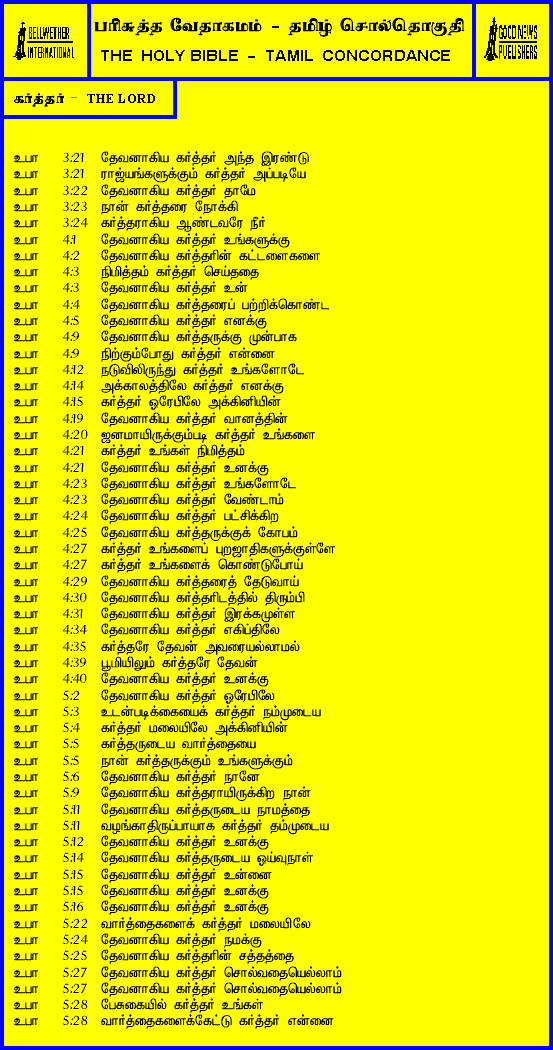 BELLWETHER
INTERNATIONAL
பரிசுத்த வேதாகமம் - தமிழ் சொல்தொகுதி
THE HOLY BIBLE - TAMIL CONCORDANCE
GOOD NEWS
PUBLISHERS
கர்த்தர் - THE LORD
உபா 3:21 தேவனாகிய கர்த்தர் அந்த இரண்டு
உபா 3:21 ராஜ்யங்களுக்கும் கர்த்தர் அப்படியே
உபா 3:22 தேவனாகிய கர்த்தர் தாமே
உபா 3:23 நான் கர்த்தரை நோக்கி
உபா 3:24 கர்த்தராகிய ஆண்டவரே நீர்
உபா 4:1 தேவனாகிய கர்த்தர் உங்களுக்கு
உபா 4:2 தேவனாகிய கர்த்தரின் கட்டளைகளை
உபா 4:3 நிமித்தம் கர்த்தர் செய்ததை
உபா 4:3 தேவனாகிய கர்த்தர் உன்
உபா 4:4 தேவனாகிய கர்த்தரைப் பற்றிக்கொண்ட
உபா 4:5 தேவனாகிய கர்த்தர் எனக்கு
உபா 4:9 தேவனாகிய கர்த்தருக்கு முன்பாக
உபா 4:9 நிற்கும்போது கர்த்தர் என்னை
உபா 4:12 நடுவிலிருந்து கர்த்தர் உங்களோடே
உபா 4:14 அக்காலத்திலே கர்த்தர் எனக்கு
உபா 4:15 கர்த்தர் ஓரேபிலே அக்கினியின்
உபா 4:19 தேவனாகிய கர்த்தர் வானத்தின்
உபா 4:20 ஜனமாயிருக்கும்படி கர்த்தர் உங்களை
உபா 4:21 கர்த்தர் உங்கள் நிமித்தம்
உபா 4:21 தேவனாகிய கர்த்தர் உனக்கு
உபா 4:23 தேவனாகிய கர்த்தர் உங்களோடே
உபா 4:23 தேவனாகிய கர்த்தர் வேண்டாம்
உபா 4:24 தேவனாகிய கர்த்தர் பட்சிக்கிற
உபா 4:25 தேவனாகிய கர்த்தருக்குக் கோபம்
உபா 4:27 கர்த்தர் உங்களைப் புறஜாதிகளுக்குள்ளே
உபா 4:27 கர்த்தர் உங்களைக் கொண்டுபோய்
உபா 4:29 தேவனாகிய கர்த்தரைத் தேடுவாய்
உபா 4:30 தேவனாகிய கர்த்தரிடத்தில் திரும்பி
உபா 4:31 தேவனாகிய கர்த்தர் இரக்கமுள்ள
உபா 4:34 தேவனாகிய கர்த்தர் எகிப்திலே
உபா 4:35 கர்த்தரே தேவன் அவரையல்லாமல்
உபா 4:39 பூமியிலும் கர்த்தரே தேவன்
உபா 4:40 தேவனாகிய கர்த்தர் உனக்கு
உபா 5:2 தேவனாகிய கர்த்தர் ஓரேபிலே
உபா 5:3 உடன்படிக்கையைக் கர்த்தர் நம்முடைய
உபா 5:4 கர்த்தர் மலையிலே அக்கினியின்
உபா 5:5 கர்த்தருடைய வார்த்தையை
உபா 5:5 நான் கர்த்தருக்கும் உங்களுக்கும்
உபா 5:6 தேவனாகிய கர்த்தர் நானே
உபா 5:9 தேவனாகிய கர்த்தராயிருக்கிற நான்
உபா 5:11 தேவனாகிய கர்த்தருடைய நாமத்தை
உபா 5:11 வழங்காதிருப்பாயாக கர்த்தர் தம்முடைய
உபா 5:12 தேவனாகிய கர்த்தர் உனக்கு
உபா 5:14 தேவனாகிய கர்த்தருடைய ஓய்வுநாள்
உபா 5:15 தேவனாகிய கர்த்தர் உன்னை
உபா 5:15 தேவனாகிய கர்த்தர் உனக்கு
உபா 5:16 தேவனாகிய கர்த்தர் உனக்கு
உபா 5:22 வார்த்தைகளைக் கர்த்தர் மலையிலே
உபா 5:24 தேவனாகிய கர்த்தர் நமக்கு
உபா 5:25 தேவனாகிய கர்த்தரின் சத்தத்தை
உபா 5:27 தேவனாகிய கர்த்தர் சொல்வதையெல்லாம்
உபா 5:27 தேவனாகிய கர்த்தர் சொல்வதையெல்லாம்
உபா 5:28 பேசுகையில் கர்த்தர் உங்கள்
உபா 5:28 வார்த்தைகளைக்கேட்டு கர்த்தர் என்னை